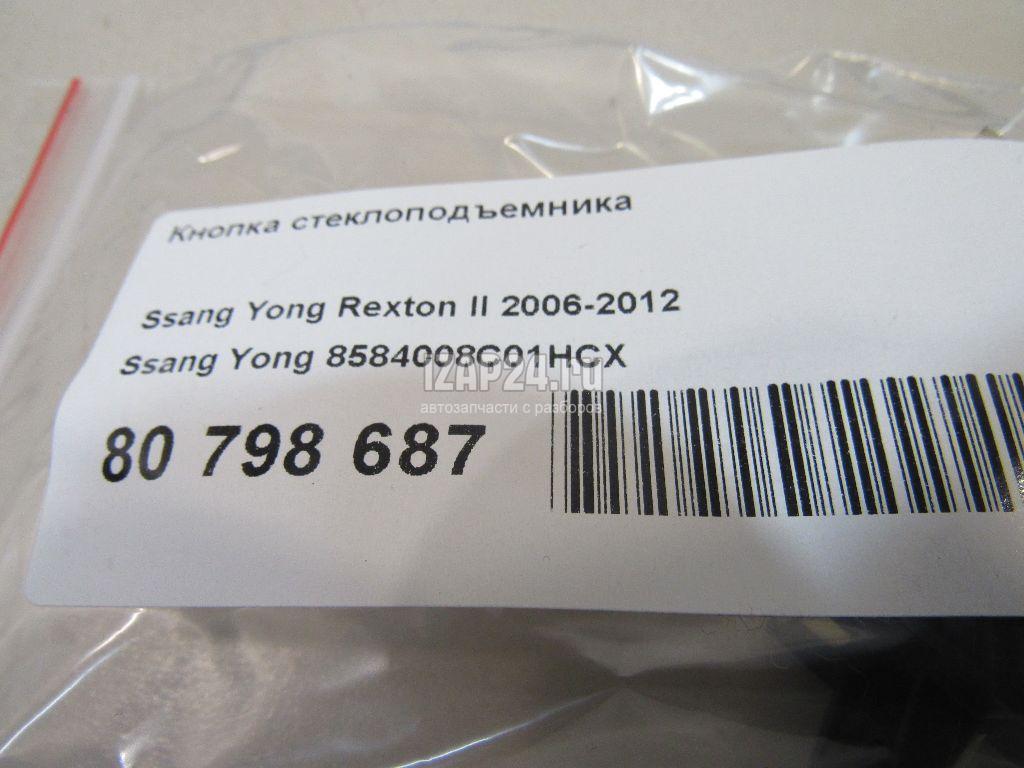 Кнопка стеклоподъемника
Ssang Yong Rexton II 2006-2012
Ssang Yong 8584008C01HCX
IZAP24.ru
автозапчасти с разборов
80 798 687